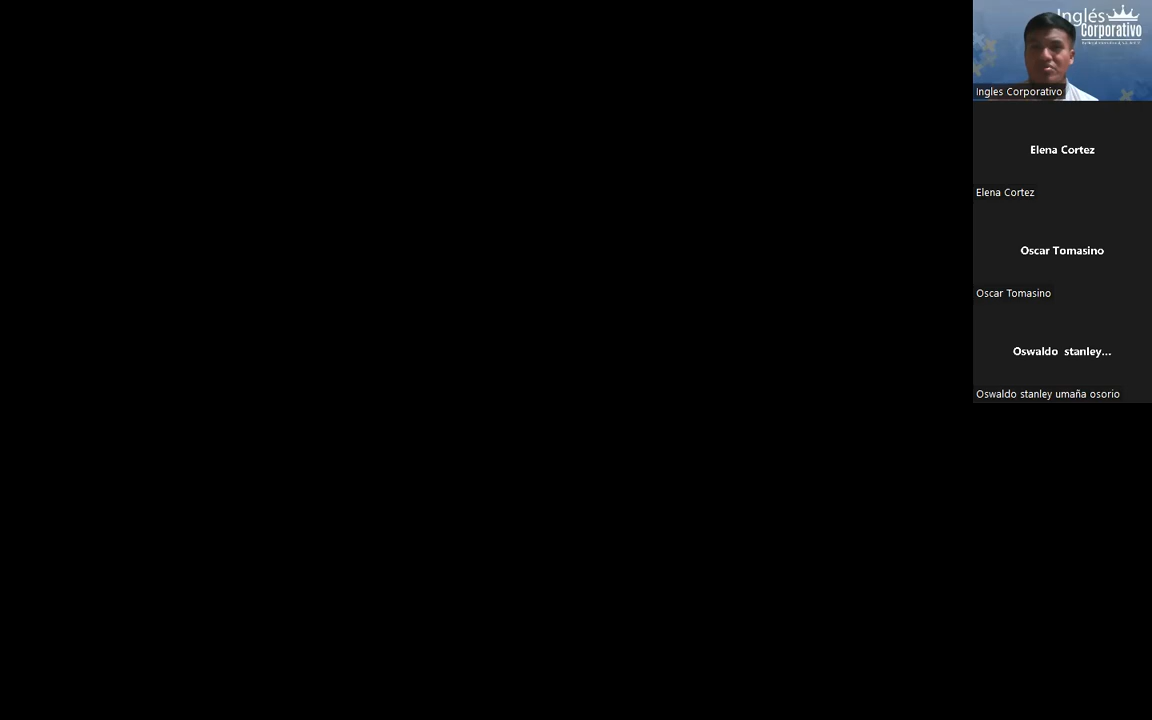 Inglés
Corporativo
Ingles Corporativo
Elena Cortez
Elena Cortez
Oscar Tomasino
Oscar Tomasino
Oswaldo stanley...
Oswaldo stanley umaña osorio